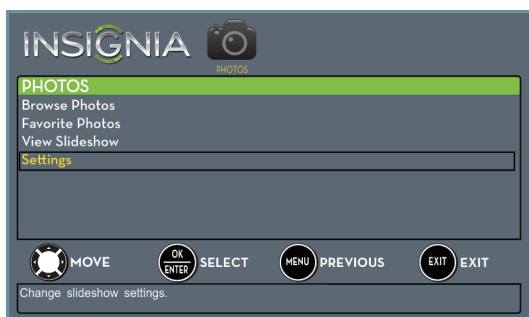 INSIGNIA
PHOTOS
PHOTOS
Browse Photos
Favorite Photos
View Slideshow
Settings
MOVE OK ENTER SELECT MENU PREVIOUS EXIT EXIT
Change slideshow settings.